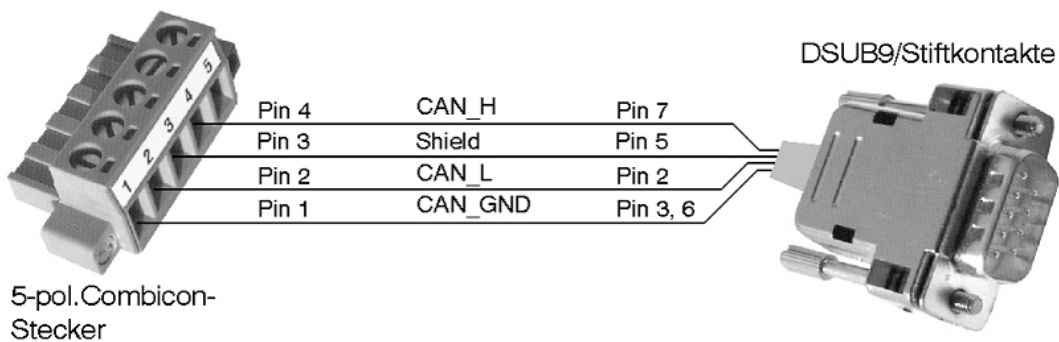 DSUB9/Stiftkontakte
1 2 3 4 5
Pin 4 CAN_H Pin 7
Pin 3 Shield Pin 5
Pin 2 CAN_L Pin 2
Pin 1 CAN_GND Pin 3, 6
5-pol.Combicon-
Stecker